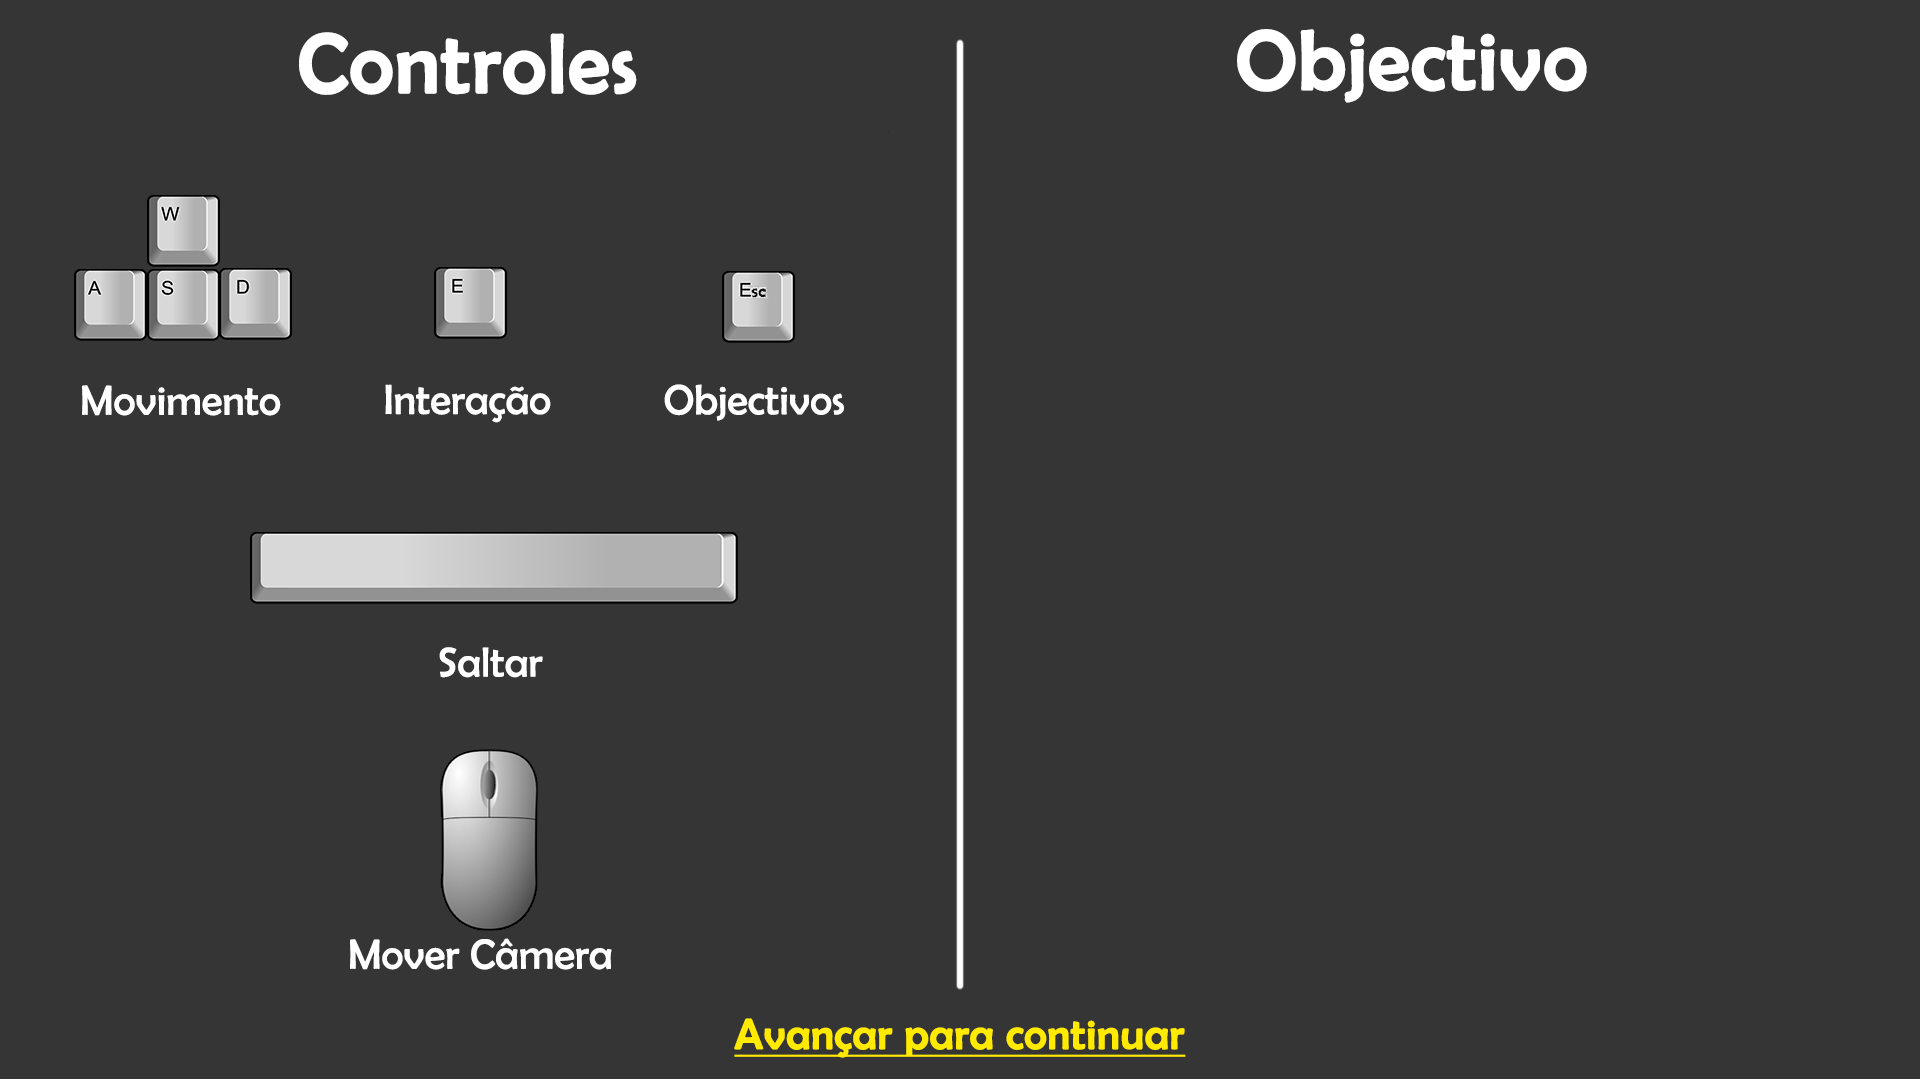 Controles
W
A S D
Movimento
E
Interação
Esc
Objectivos
Saltar
Mover Câmera
Objectivo
Avançar para continuar